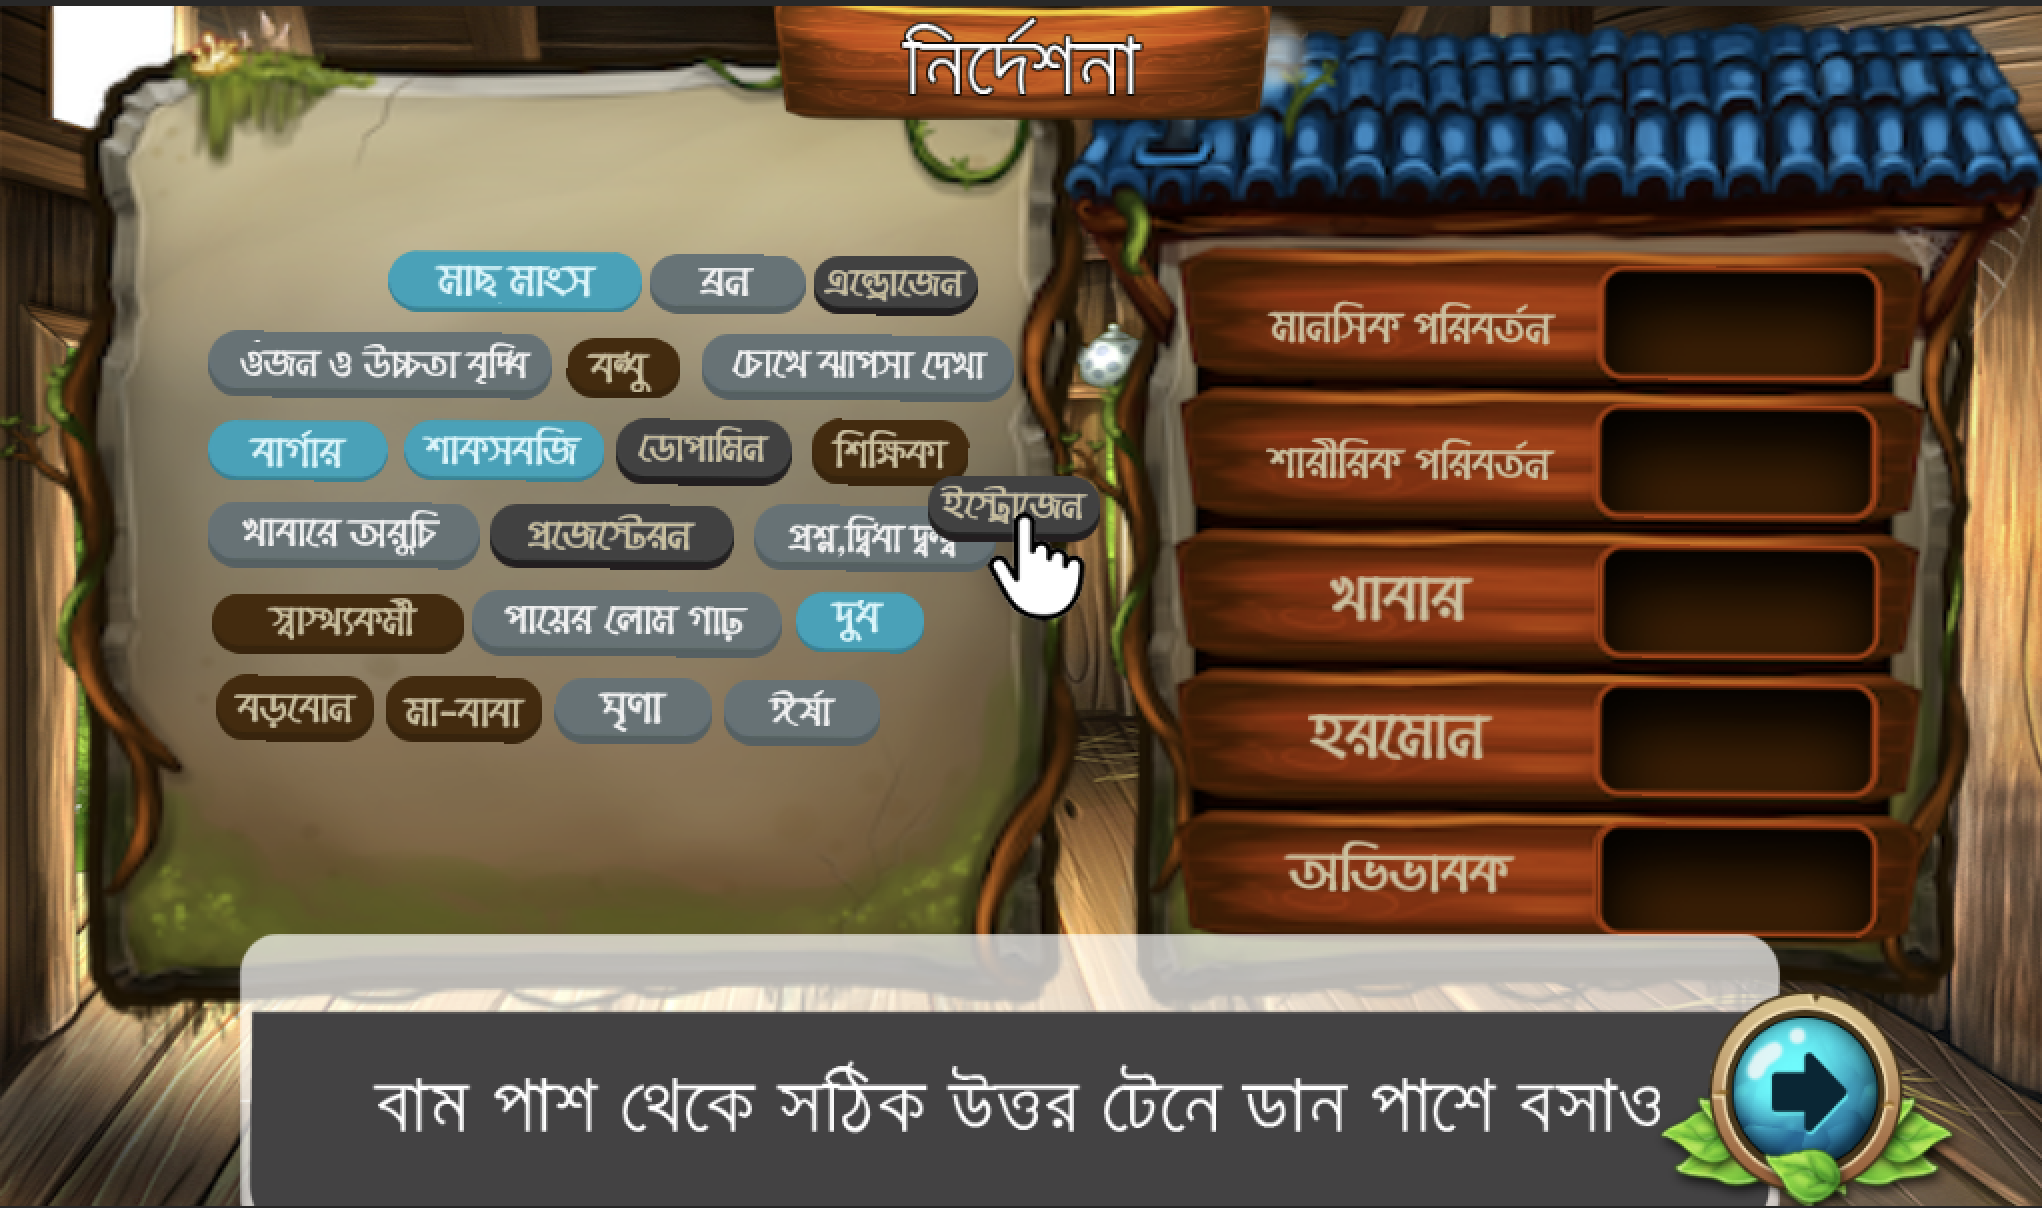 নির্দেশনা
মাছ মাংস ব্রন এন্ড্রোজেন
ওজন ও উচ্চতা বৃদ্ধি বন্ধু চোখে ঝাপসা দেখা
বার্গার শাকসবজি ডোপামিন শিক্ষিকা
ইস্ট্রোজেন
খাবারে অরুচি প্রজেস্টেরন প্রশ্ন,দ্বিধা দ্বন্দ্ব
স্বাস্থ্যকর্মী পায়ের লোম গাঢ় দুধ
বড়বোন মা-বাবা ঘৃণা ঈর্ষা
মানসিক পরিবর্তন
শারীরিক পরিবর্তন
খাবার
হরমোন
অভিভাবক
বাম পাশ থেকে সঠিক উত্তর টেনে ডান পাশে বসাও